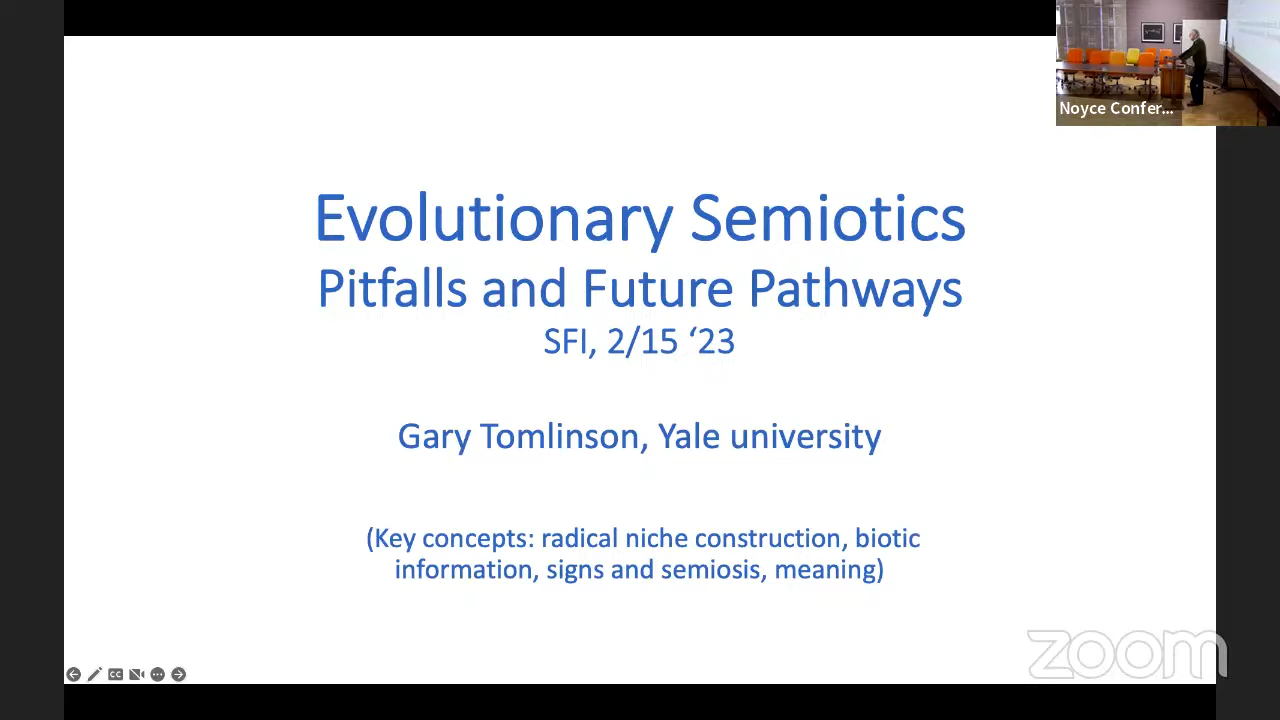 Noyce Confer...
Evolutionary Semiotics
Pitfalls and Future Pathways
SFI, 2/15 ‘23
Gary Tomlinson, Yale university
(Key concepts: radical niche construction, biotic
information, signs and semiosis, meaning)
CC
zoom